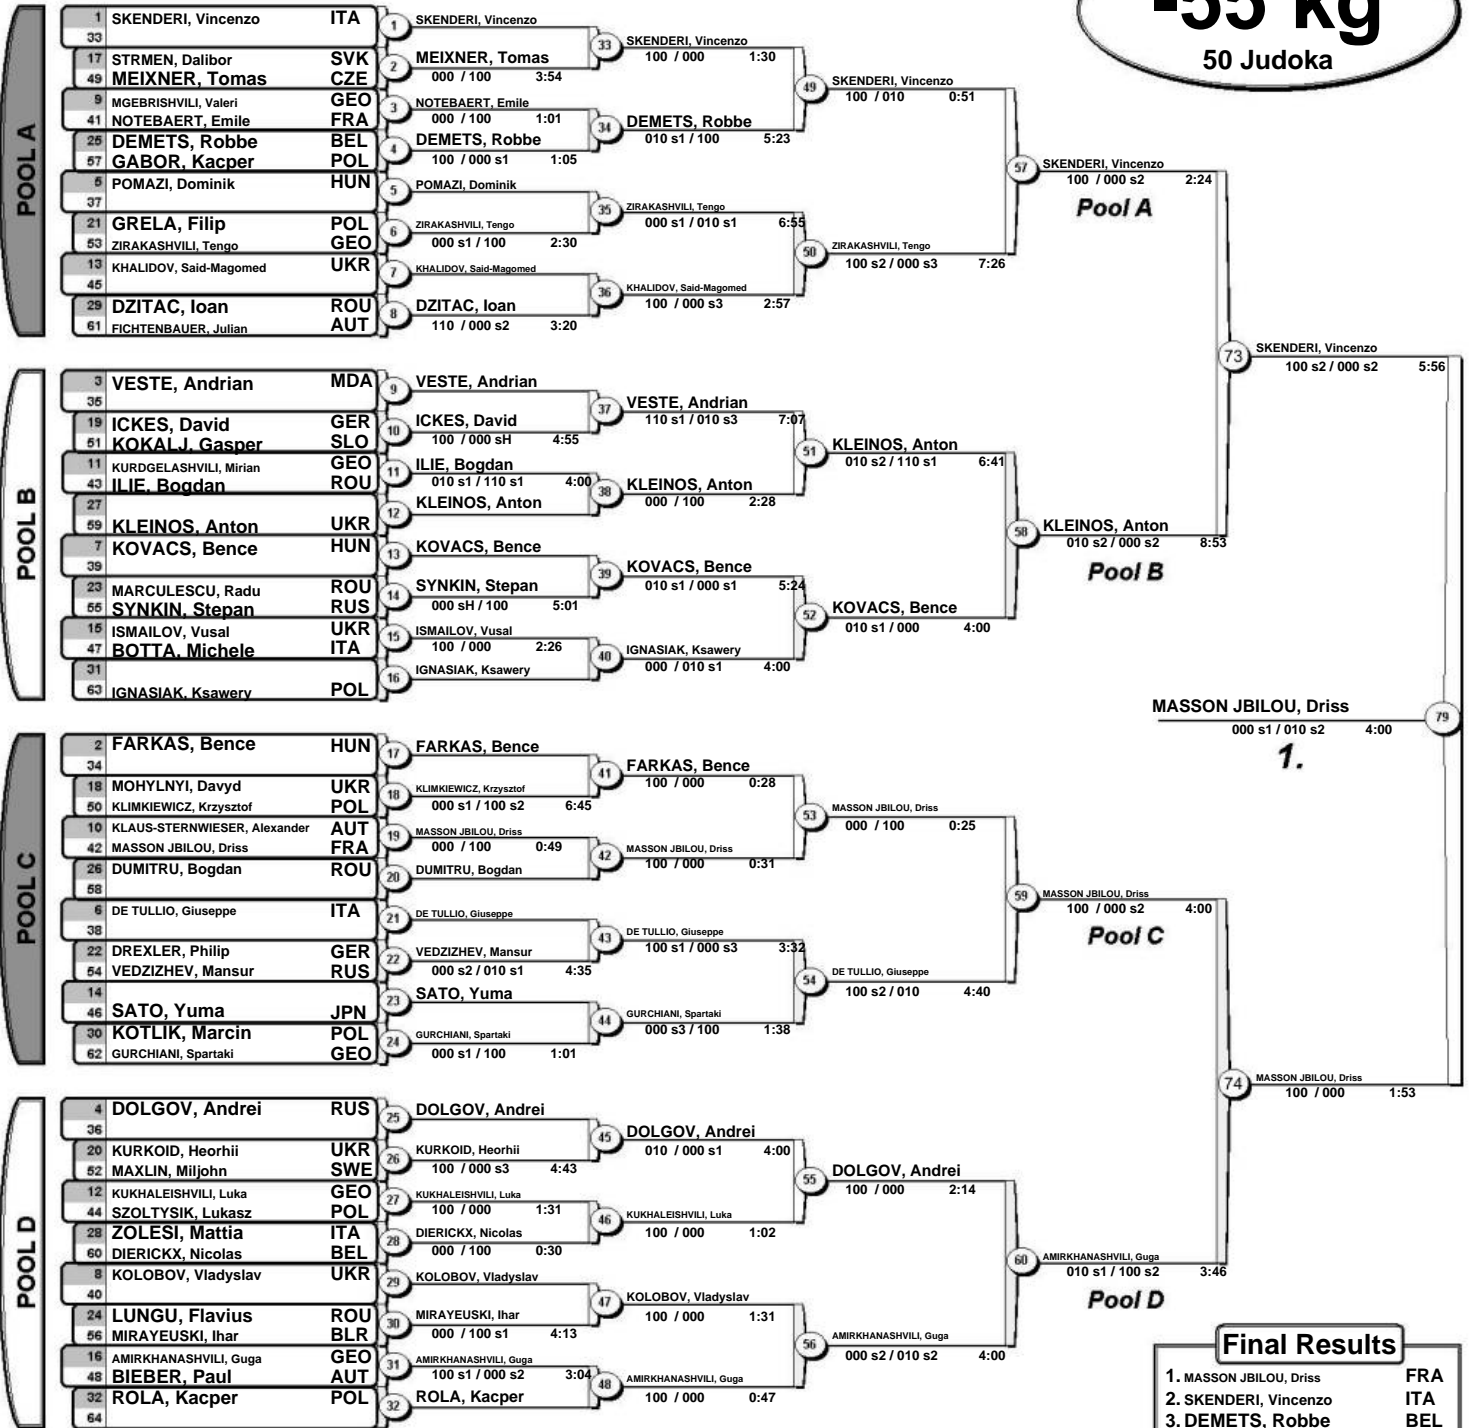 -55 kg
50 Judoka
POOL A
1 SKENDERI, Vincenzo ITA
33
17 STRMEN, Dalibor SVK
49 MEIXNER, Tomas CZE
9 MGEBRISHVILI, Valeri GEO
41 NOTEBAERT, Emile FRA
25 DEMETS, Robbe BEL
57 GABOR, Kacper POL
5 POMAZI, Dominik HUN
37
21 GRELA, Filip POL
53 ZIRAKASHVILI, Tengo GEO
13 KHALIDOV, Said-Magomed UKR
45
29 DZITAC, Ioan ROU
61 FICHTENBAUER, Julian AUT
1 SKENDERI, Vincenzo
2 MEIXNER, Tomas
000 / 100 3:54
3 NOTEBAERT, Emile
000 / 100 1:01
4 DEMETS, Robbe
100 / 000 s1 1:05
5 POMAZI, Dominik
6 ZIRAKASHVILI, Tengo
000 s1 / 100 2:30
7 KHALIDOV, Said-Magomed
8 DZITAC, Ioan
110 / 000 s2 3:20
33 SKENDERI, Vincenzo
100 / 000 1:30
34 DEMETS, Robbe
010 s1 / 100 5:23
35 ZIRAKASHVILI, Tengo
000 s1 / 010 s1 6:55
36 KHALIDOV, Said-Magomed
100 / 000 s3 2:57
49 SKENDERI, Vincenzo
100 / 010 0:51
50 ZIRAKASHVILI, Tengo
100 s2 / 000 s3 7:26
57 SKENDERI, Vincenzo
100 / 000 s2 2:24
Pool A
POOL B
3 VESTE, Andrian MDA
35
19 ICKES, David GER
51 KOKALJ, Gasper SLO
11 KURDGELASHVILI, Mirian GEO
43 ILIE, Bogdan ROU
27
59 KLEINOS, Anton UKR
7 KOVACS, Bence HUN
39
23 MARCULESCU, Radu ROU
55 SYNKIN, Stepan RUS
15 ISMAILOV, Vusal UKR
47 BOTTA, Michele ITA
31
63 IGNASIAK, Ksawery POL
9 VESTE, Andrian
10 ICKES, David
100 / 000 sH 4:55
11 ILIE, Bogdan
010 s1 / 110 s1 4:00
12 KLEINOS, Anton
13 KOVACS, Bence
14 SYNKIN, Stepan
000 sH / 100 5:01
15 ISMAILOV, Vusal
100 / 000 2:26
16 IGNASIAK, Ksawery
37 VESTE, Andrian
110 s1 / 010 s3 7:07
38 KLEINOS, Anton
000 / 100 2:28
39 KOVACS, Bence
010 s1 / 000 s1 5:24
40 IGNASIAK, Ksawery
000 / 010 s1 4:00
51 KLEINOS, Anton
010 s2 / 110 s1 6:41
52 KOVACS, Bence
010 s1 / 000 4:00
58 KLEINOS, Anton
010 s2 / 000 s2 8:53
Pool B
73 SKENDERI, Vincenzo
100 s2 / 000 s2 5:56
MASSON JBILOU, Driss 79
000 s1 / 010 s2 4:00
1.
POOL C
2 FARKAS, Bence HUN
34
18 MOHYLNYI, Davyd UKR
50 KLIMKIEWICZ, Krzysztof POL
10 KLAUS-STERNWIESER, Alexander AUT
42 MASSON JBILOU, Driss FRA
26 DUMITRU, Bogdan ROU
58
6 DE TULLIO, Giuseppe ITA
38
22 DREXLER, Philip GER
54 VEDZIZHEV, Mansur RUS
14
46 SATO, Yuma JPN
30 KOTLIK, Marcin POL
62 GURCHIANI, Spartaki GEO
17 FARKAS, Bence
18 KLIMKIEWICZ, Krzysztof
000 s1 / 100 s2 6:45
19 MASSON JBILOU, Driss
000 / 100 0:49
20 DUMITRU, Bogdan
21 DE TULLIO, Giuseppe
22 VEDZIZHEV, Mansur
000 s2 / 010 s1 4:35
23 SATO, Yuma
24 GURCHIANI, Spartaki
000 s1 / 100 1:01
41 FARKAS, Bence
100 / 000 0:28
42 MASSON JBILOU, Driss
100 / 000 0:31
43 DE TULLIO, Giuseppe
100 s1 / 000 s3 3:32
44 GURCHIANI, Spartaki
000 s3 / 100 1:38
53 MASSON JBILOU, Driss
000 / 100 0:25
54 DE TULLIO, Giuseppe
100 s2 / 010 4:40
59 MASSON JBILOU, Driss
100 / 000 s2 4:00
Pool C
74 MASSON JBILOU, Driss
100 / 000 1:53
POOL D
4 DOLGOV, Andrei RUS
36
20 KURKOID, Heorhii UKR
52 MAXLIN, Miljohn SWE
12 KUKHALEISHVILI, Luka GEO
44 SZOLTYSIK, Lukasz POL
28 ZOLESI, Mattia ITA
60 DIERICKX, Nicolas BEL
8 KOLOBOV, Vladyslav UKR
40
24 LUNGU, Flavius ROU
56 MIRAYEUSKI, Ihar BLR
16 AMIRKHANASHVILI, Guga GEO
48 BIEBER, Paul AUT
32 ROLA, Kacper POL
64
25 DOLGOV, Andrei
26 KURKOID, Heorhii
100 / 000 s3 4:43
27 KUKHALEISHVILI, Luka
100 / 000 1:31
28 DIERICKX, Nicolas
000 / 100 0:30
29 KOLOBOV, Vladyslav
30 MIRAYEUSKI, Ihar
000 / 100 s1 4:13
31 AMIRKHANASHVILI, Guga
100 s1 / 000 s2 3:04
32 ROLA, Kacper
45 DOLGOV, Andrei
010 / 000 s1 4:00
46 KUKHALEISHVILI, Luka
100 / 000 1:02
47 KOLOBOV, Vladyslav
100 / 000 1:31
48 AMIRKHANASHVILI, Guga
100 / 000 0:47
55 DOLGOV, Andrei
100 / 000 2:14
56 AMIRKHANASHVILI, Guga
000 s2 / 010 s2 4:00
60 AMIRKHANASHVILI, Guga
010 s1 / 100 s2 3:46
Pool D
Final Results
1. MASSON JBILOU, Driss FRA
2. SKENDERI, Vincenzo ITA
3. DEMETS, Robbe BEL